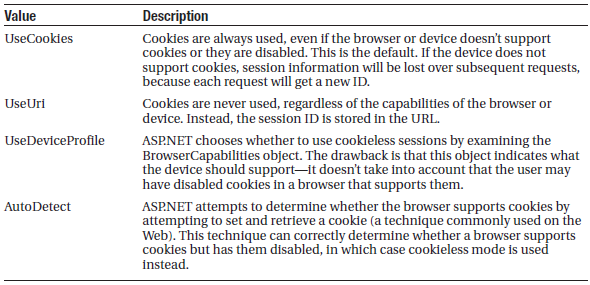 Value Description
UseCookies Cookies are always used, even if the browser or device doesn't support
cookies or they are disabled. This is the default. If the device does not
support cookies, session information will be lost over subsequent requests,
because each request will get a new ID.
UseUri Cookies are never used, regardless of the capabilities of the browser or
device. Instead, the session ID is stored in the URL.
UseDeviceProfile ASP.NET chooses whether to use cookieless sessions by examining the
BrowserCapabilities object. The drawback is that this object indicates what
the device should support—it doesn't take into account that the user may
have disabled cookies in a browser that supports them.
AutoDetect ASP.NET attempts to determine whether the browser supports cookies by
attempting to set and retrieve a cookie (a technique commonly used on the
Web). This technique can correctly determine whether a browser supports
cookies but has them disabled, in which case cookieless mode is used
instead.